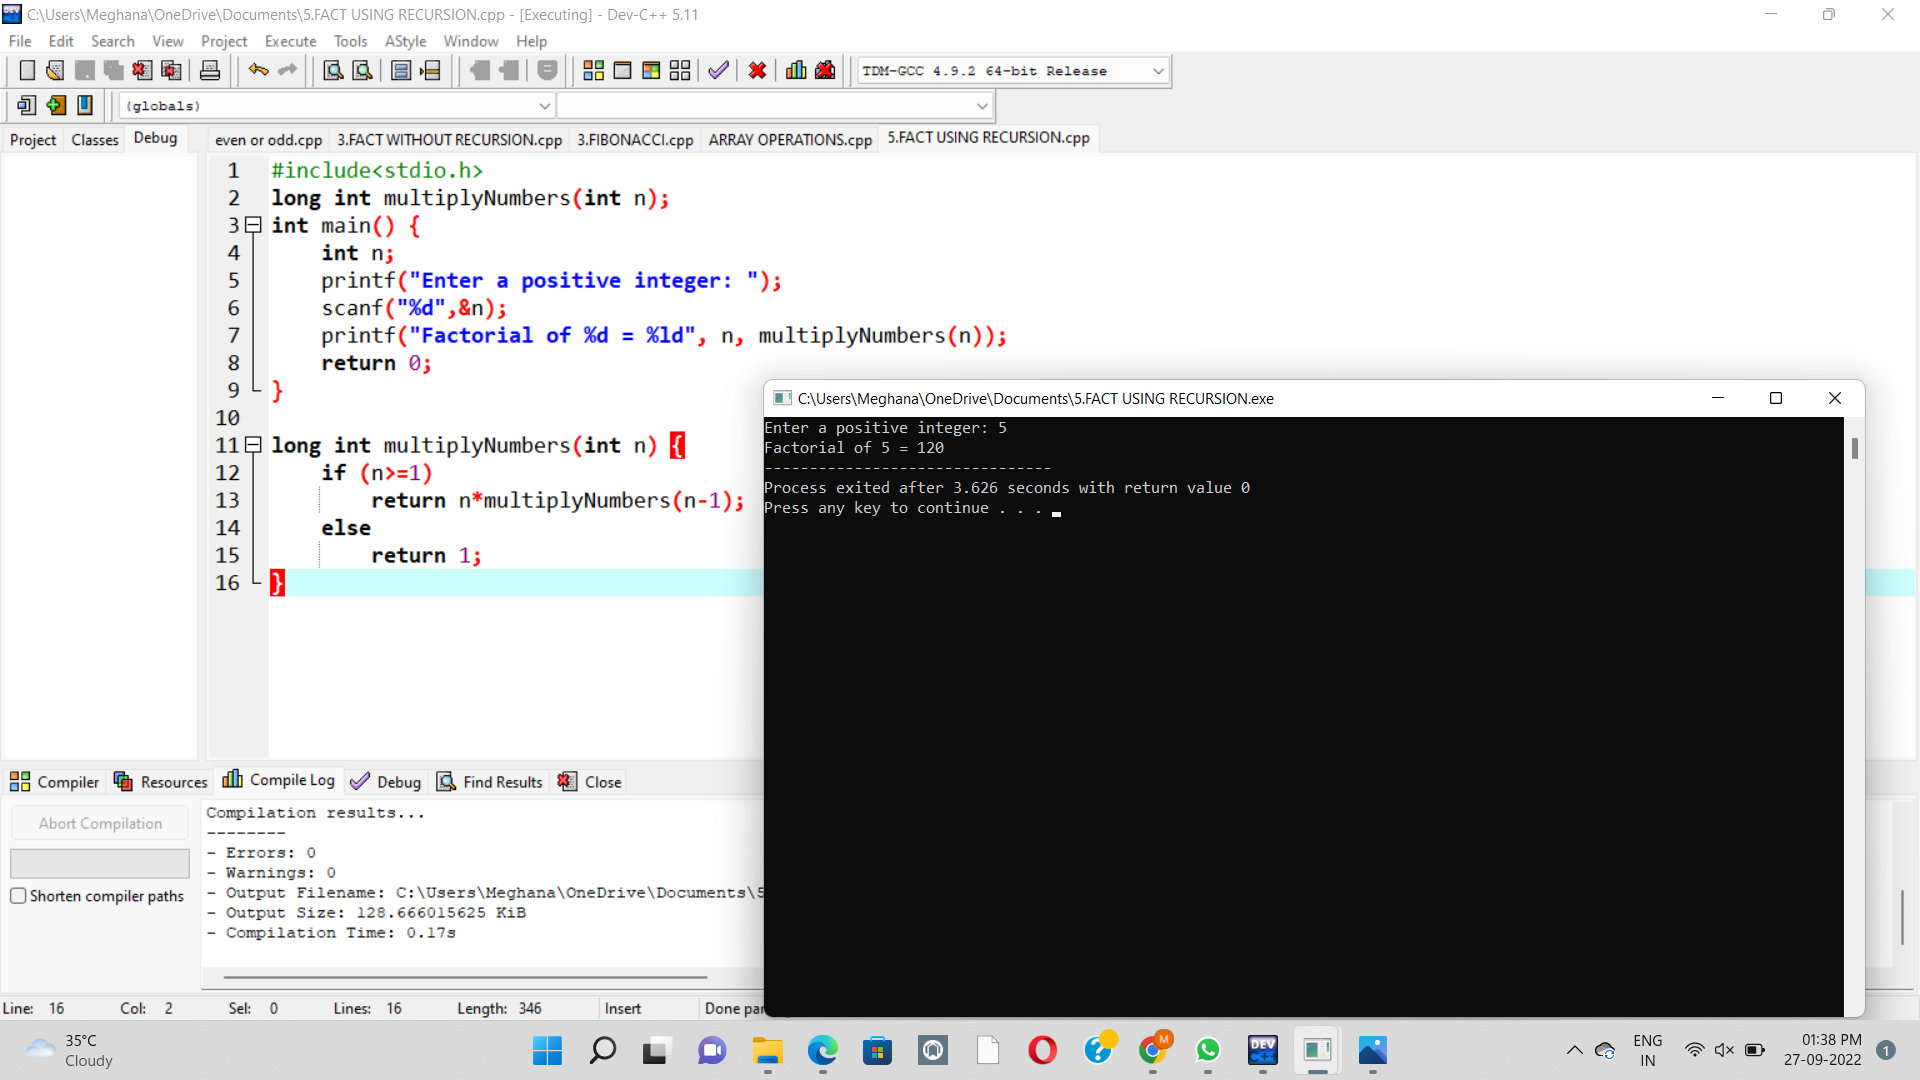 C:\Users\Meghana\OneDrive\Documents\5.FACT USING RECURSION.cpp - [Executing] - Dev-C++ 5.11
File Edit Search View Project Execute Tools AStyle Window Help
TDM-GCC 4.9.2 64-bit Release
(globals)
Project Classes Debug
even or odd.cpp 3.FACT WITHOUT RECURSION.cpp 3.FIBONACCI.cpp ARRAY OPERATIONS.cpp 5.FACT USING RECURSION.cpp
1 #include<stdio.h>
2 long int multiplyNumbers(int n);
3 int main() {
4 int n;
5 printf("Enter a positive integer: ");
6 scanf("%d",&n);
7 printf("Factorial of %d = %ld", n, multiplyNumbers(n));
8 return 0;
9 }
10
11 long int multiplyNumbers(int n) {
12 if (n>=1)
13 return n*multiplyNumbers(n-1);
14 else
15 return 1;
16 }
C:\Users\Meghana\OneDrive\Documents\5.FACT USING RECURSION.exe
Enter a positive integer: 5
Factorial of 5 = 120
--------------------------------
Process exited after 3.626 seconds with return value 0
Press any key to continue . . .
Compiler Resources Compile Log Debug Find Results Close
Abort Compilation
Shorten compiler paths
Compilation results...
--------
- Errors: 0
- Warnings: 0
- Output Filename: C:\Users\Meghana\OneDrive\Documents\5
- Output Size: 128.666015625 KiB
- Compilation Time: 0.17s
Line: 16 Col: 2 Sel: 0 Lines: 16 Length: 346 Insert Done par
35°C
Cloudy
DEV
C++
M
ENG
IN
01:38 PM
27-09-2022
1